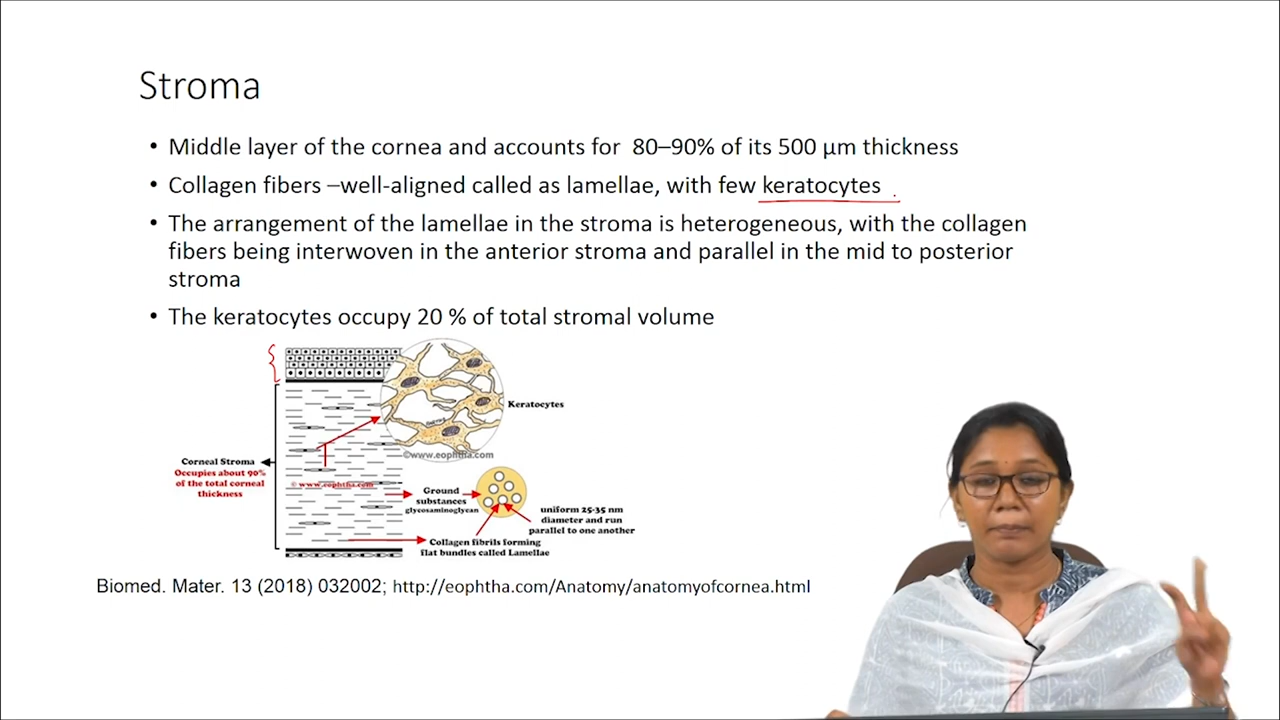 Stroma
• Middle layer of the cornea and accounts for 80–90% of its 500 µm thickness
• Collagen fibers –well-aligned called as lamellae, with few keratocytes
• The arrangement of the lamellae in the stroma is heterogeneous, with the collagen
fibers being interwoven in the anterior stroma and parallel in the mid to posterior
stroma
• The keratocytes occupy 20 % of total stromal volume
Keratocytes
©www.eophtha.com
Corneal Stroma
Occupies about 90%
of the total corneal
thickness
© www.eophtha.com
Ground
substances
glycosaminoglycan
uniform 25-35 nm
diameter and run
parallel to one another
Collagen fibrils forming
flat bundles called Lamellae
Biomed. Mater. 13 (2018) 032002; http://eophtha.com/Anatomy/anatomyofcornea.html